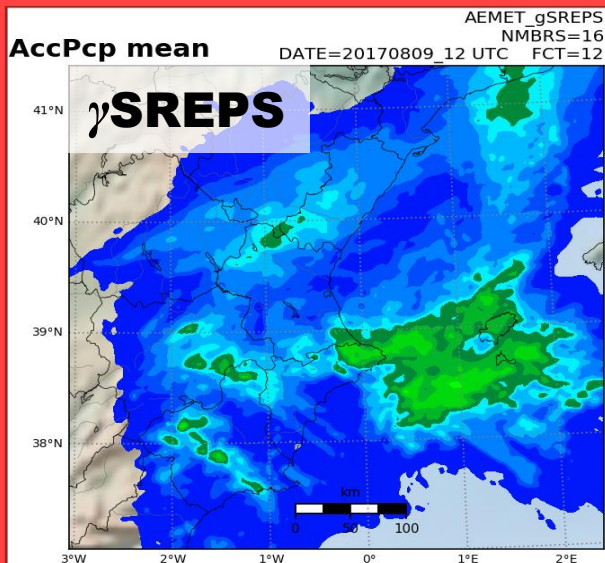 AEMET_gSREPS
NMBRS=16
AccPcp mean DATE=20170809_12 UTC FCT=12
γSREPS
41°N
40°N
39°N
38°N
km
0 50 100
3°W 2°W 1°W 0° 1°E 2°E